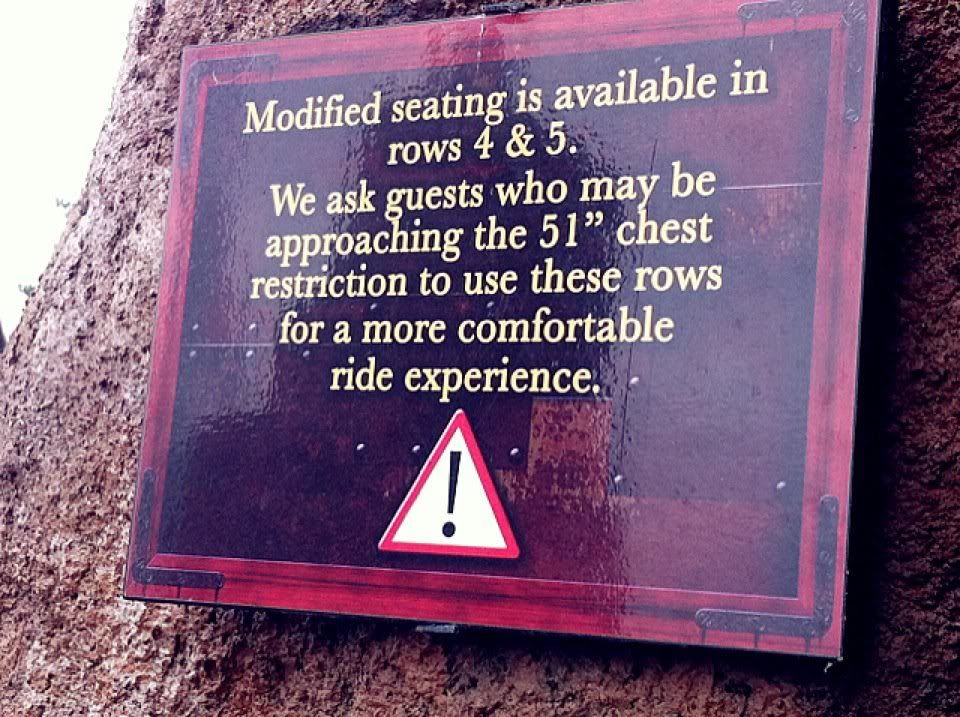 Modified seating is available in
rows 4 & 5.
We ask guests who may be
approaching the 51” chest
restriction to use these rows
for a more comfortable
ride experience.
!